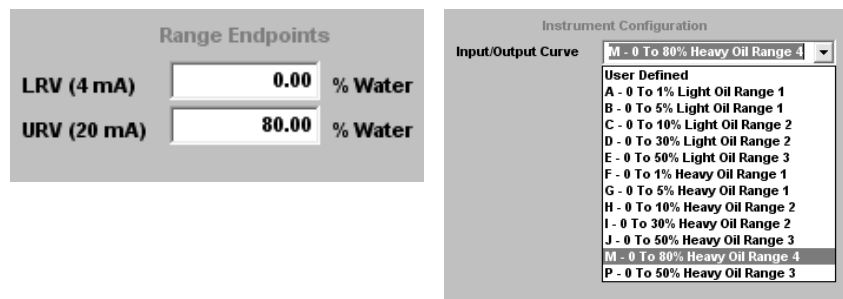 Range Endpoints
LRV (4 mA) 0.00 % Water
URV (20 mA) 80.00 % Water
Instrument Configuration
Input/Output Curve M - 0 To 80% Heavy Oil Range 4
User Defined
A - 0 To 1% Light Oil Range 1
B - 0 To 5% Light Oil Range 1
C - 0 To 10% Light Oil Range 2
D - 0 To 30% Light Oil Range 2
E - 0 To 50% Light Oil Range 3
F - 0 To 1% Heavy Oil Range 1
G - 0 To 5% Heavy Oil Range 1
H - 0 To 10% Heavy Oil Range 2
I - 0 To 30% Heavy Oil Range 2
J - 0 To 50% Heavy Oil Range 3
M - 0 To 80% Heavy Oil Range 4
P - 0 To 50% Heavy Oil Range 3